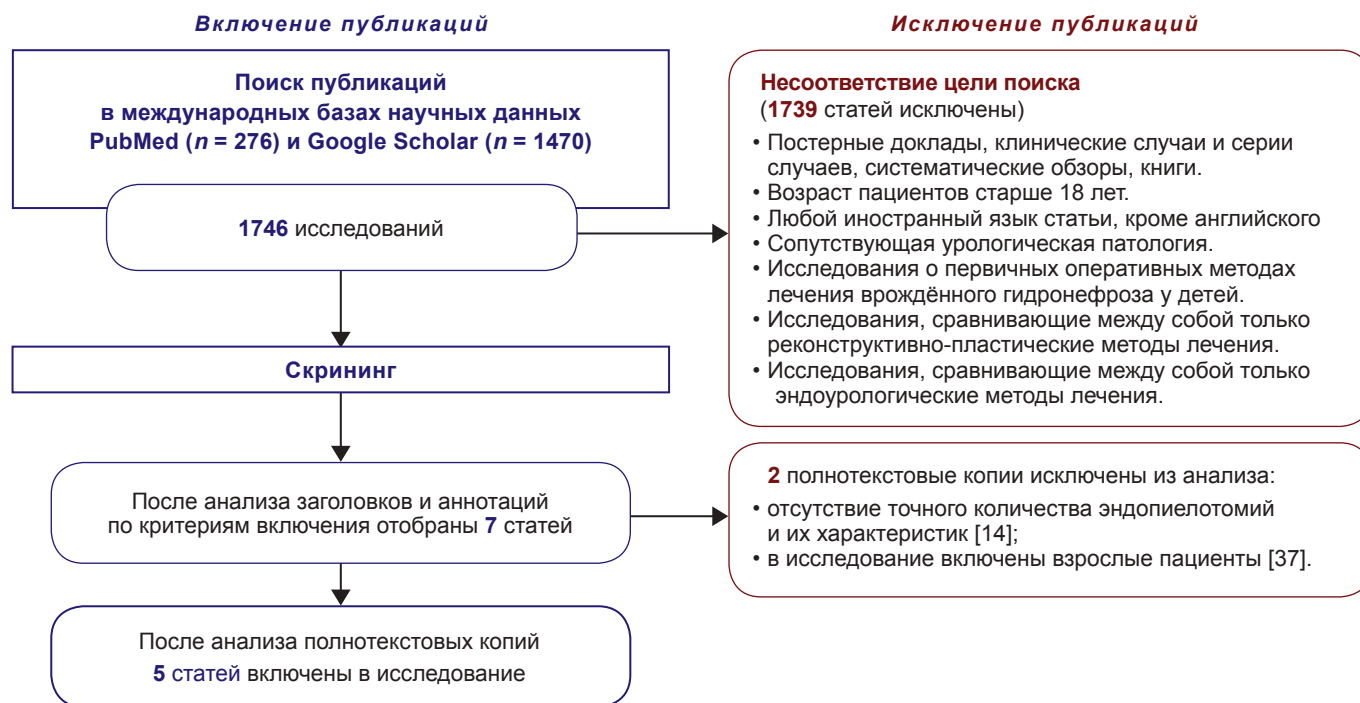 Включение публикаций
Поиск публикаций
в международных базах научных данных
PubMed (n = 276) и Google Scholar (n = 1470)
1746 исследований
Скрининг
После анализа заголовков и аннотаций
по критериям включения отобраны 7 статей
После анализа полнотекстовых копий
5 статей включены в исследование
Исключение публикаций
Несоответствие цели поиска
(1739 статей исключены)
• Постерные доклады, клинические случаи и серии
случаев, систематические обзоры, книги.
• Возраст пациентов старше 18 лет.
• Любой иностранный язык статьи, кроме английского
• Сопутствующая урологическая патология.
• Исследования о первичных оперативных методах
лечения врождённого гидронефроза у детей.
• Исследования, сравнивающие между собой только
реконструктивно-пластические методы лечения.
• Исследования, сравнивающие между собой только
эндоурологические методы лечения.
2 полнотекстовые копии исключены из анализа:
• отсутствие точного количества эндопиелотомий
и их характеристик [14];
• в исследование включены взрослые пациенты [37].